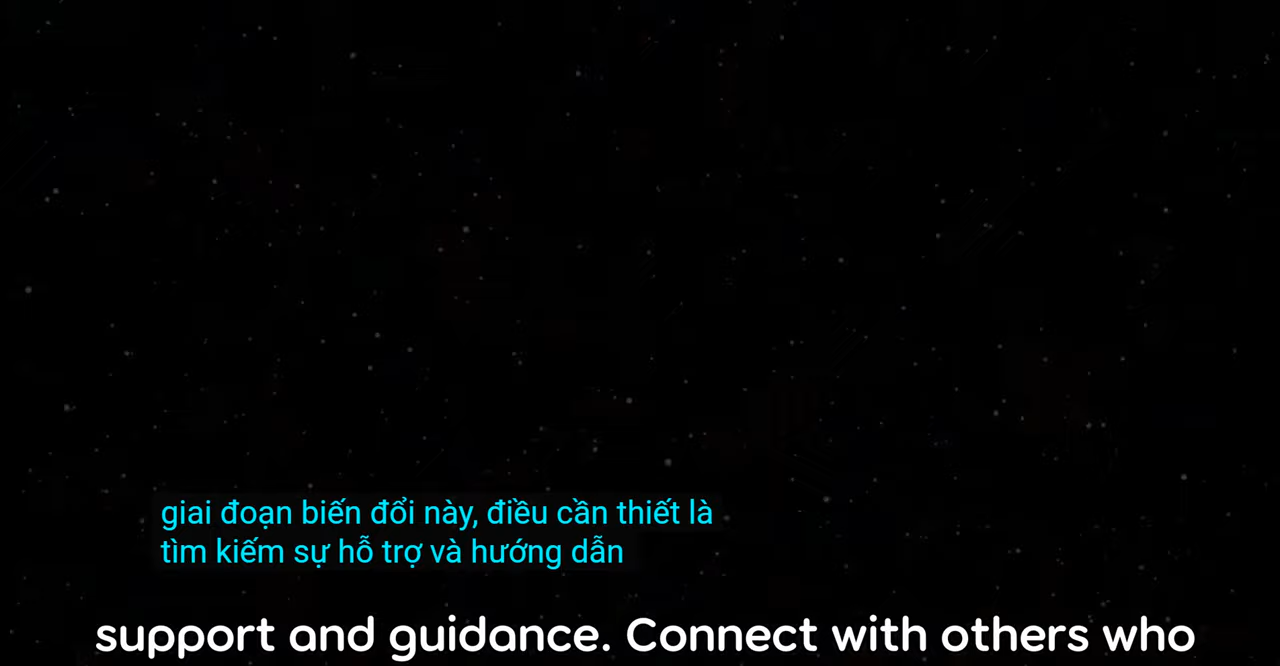 giai đoạn biến đổi này, điều cần thiết là
tìm kiếm sự hỗ trợ và hướng dẫn
support and guidance. Connect with others who